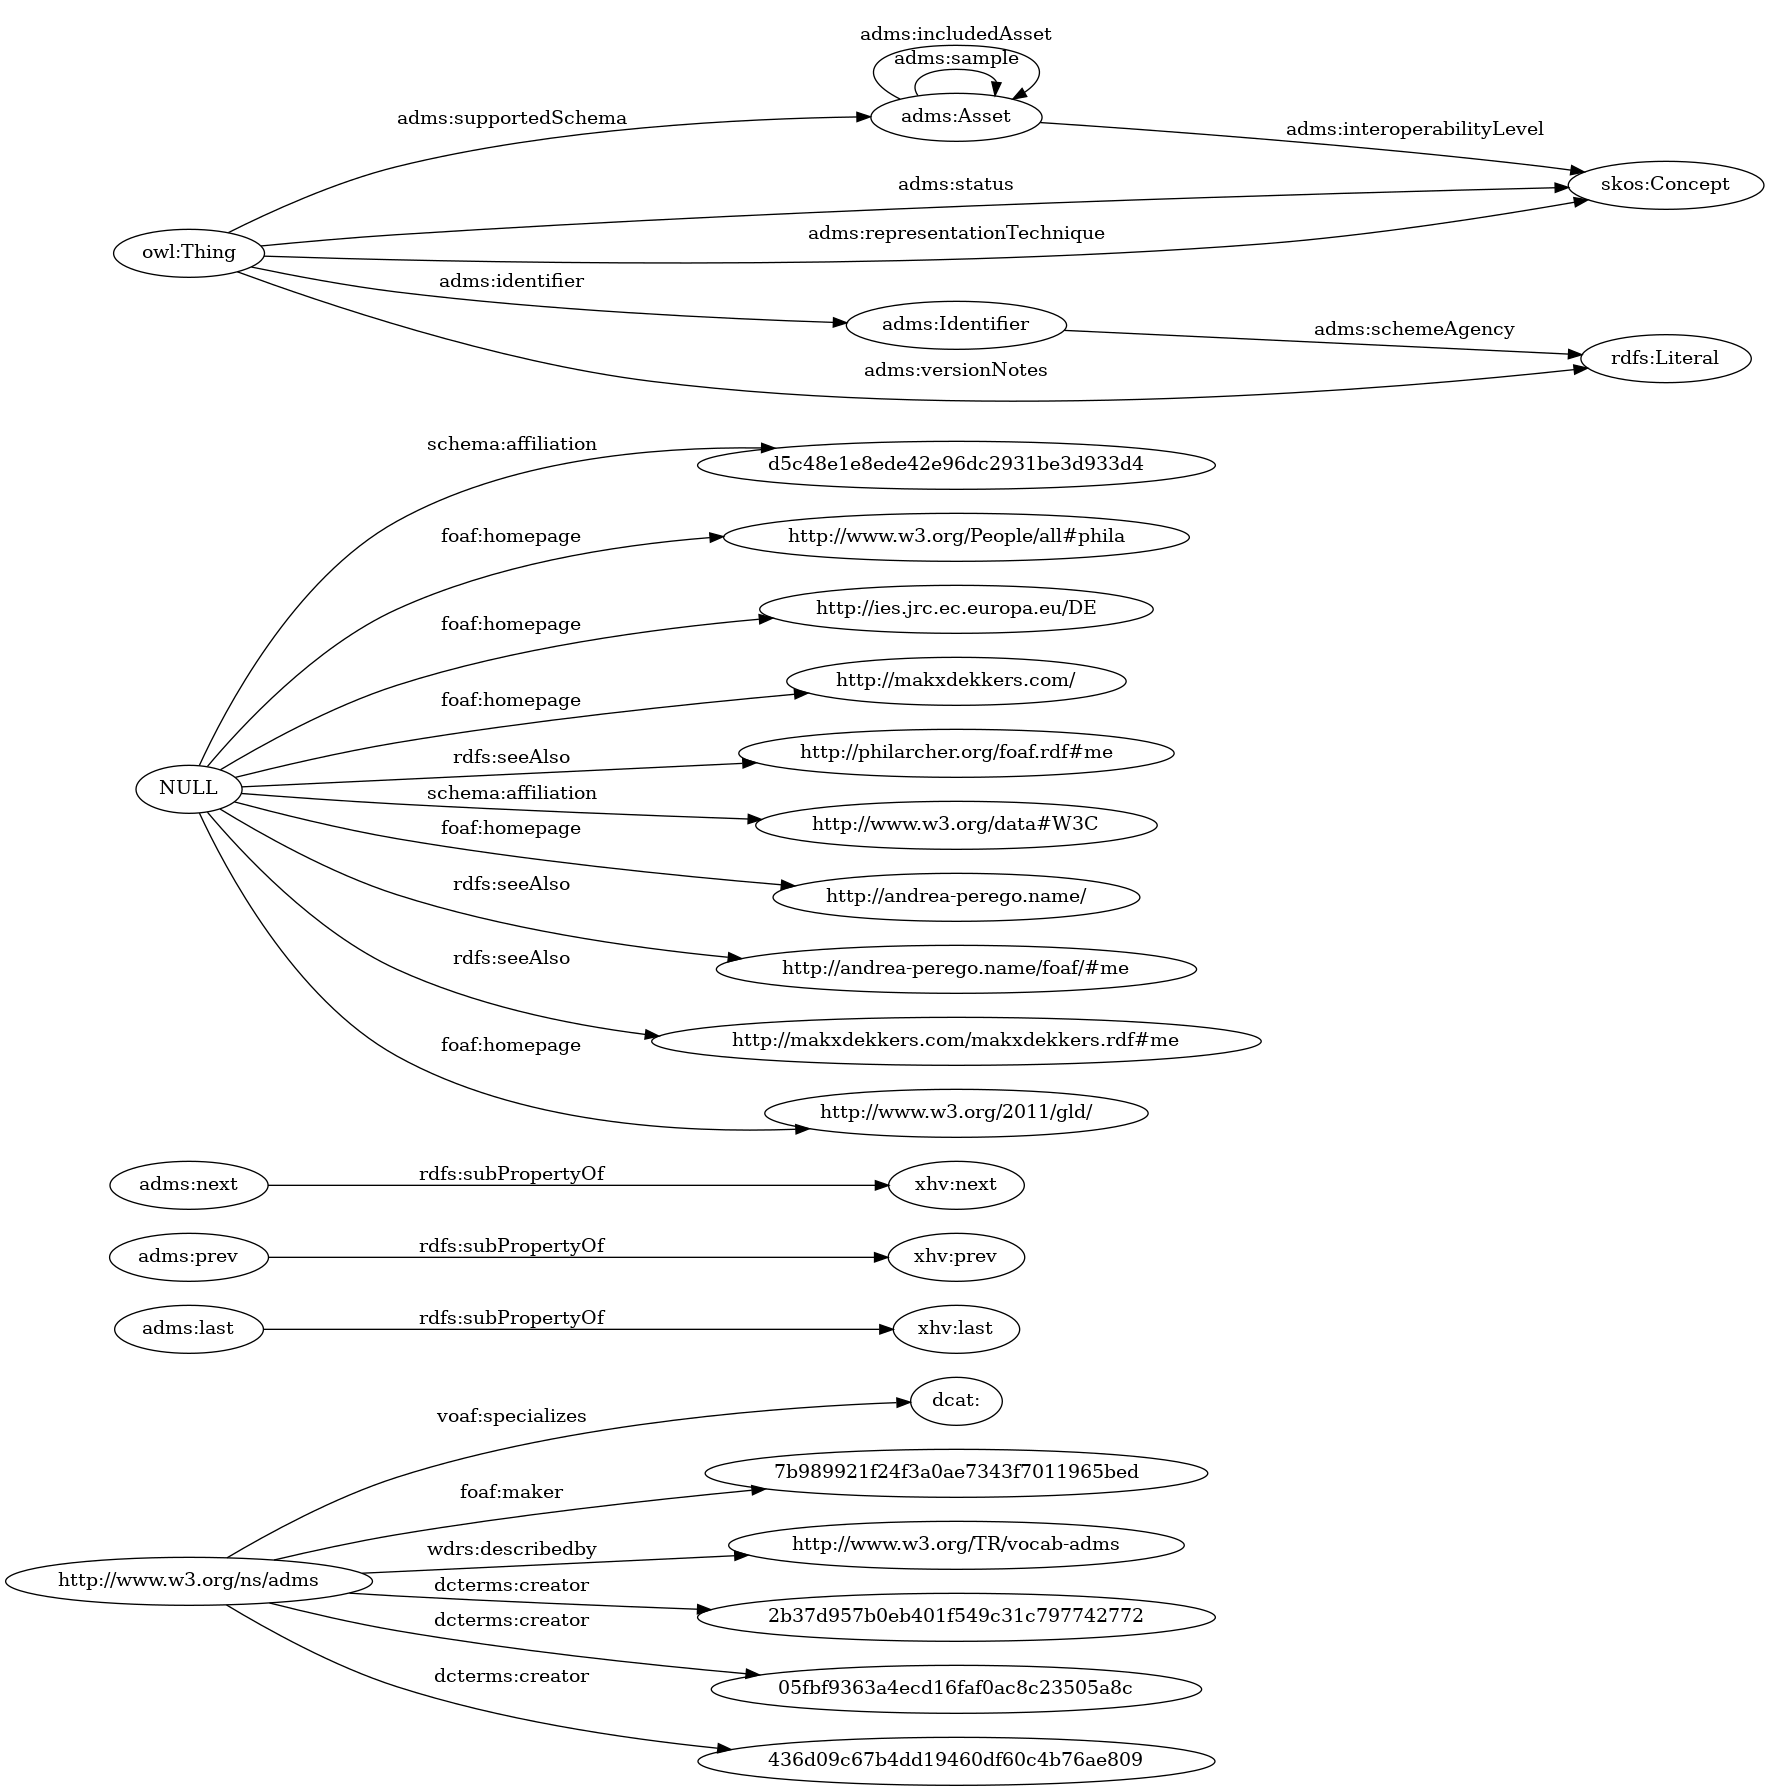 adms:includedAsset
adms:sample
adms:supportedSchema
adms:Asset
adms:interoperabilityLevel
adms:status
skos:Concept
adms:representationTechnique
owl:Thing
adms:identifier
adms:Identifier
adms:schemeAgency
rdfs:Literal
adms:versionNotes
schema:affiliation
d5c48e1e8ede42e96dc2931be3d933d4
foaf:homepage
http://www.w3.org/People/all#phila
http://ies.jrc.ec.europa.eu/DE
foaf:homepage
http://makxdekkers.com/
foaf:homepage
rdfs:seeAlso
http://philarcher.org/foaf.rdf#me
NULL
schema:affiliation
http://www.w3.org/data#W3C
foaf:homepage
http://andrea-perego.name/
rdfs:seeAlso
http://andrea-perego.name/foaf/#me
rdfs:seeAlso
http://makxdekkers.com/makxdekkers.rdf#me
foaf:homepage
http://www.w3.org/2011/gld/
adms:next
rdfs:subPropertyOf
xhv:next
adms:prev
rdfs:subPropertyOf
xhv:prev
adms:last
rdfs:subPropertyOf
xhv:last
voaf:specializes
dcat:
foaf:maker
7b989921f24f3a0ae7343f7011965bed
wdrs:describedby
http://www.w3.org/TR/vocab-adms
http://www.w3.org/ns/adms
dcterms:creator
2b37d957b0eb401f549c31c797742772
dcterms:creator
05fbf9363a4ecd16faf0ac8c23505a8c
dcterms:creator
436d09c67b4dd19460df60c4b76ae809